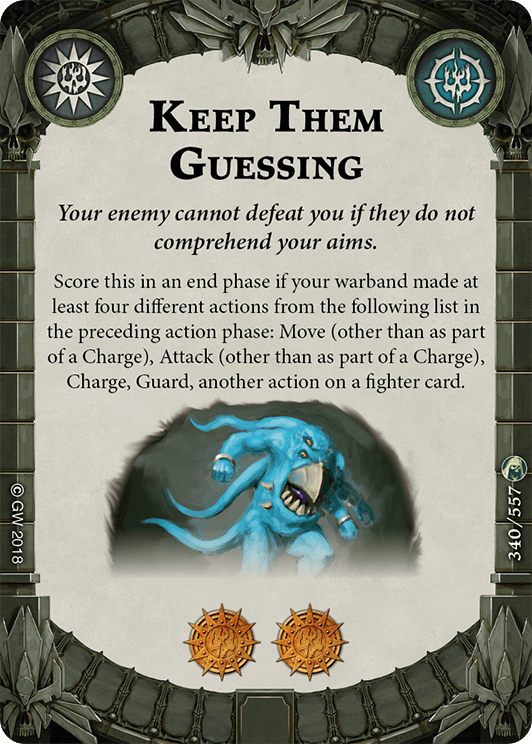 Keep Them
Guessing
Your enemy cannot defeat you if they do not
comprehend your aims.
Score this in an end phase if your warband made at
least four different actions from the following list in
the preceding action phase: Move (other than as part
of a Charge), Attack (other than as part of a Charge),
Charge, Guard, another action on a fighter card.
© GW 2018
340/557